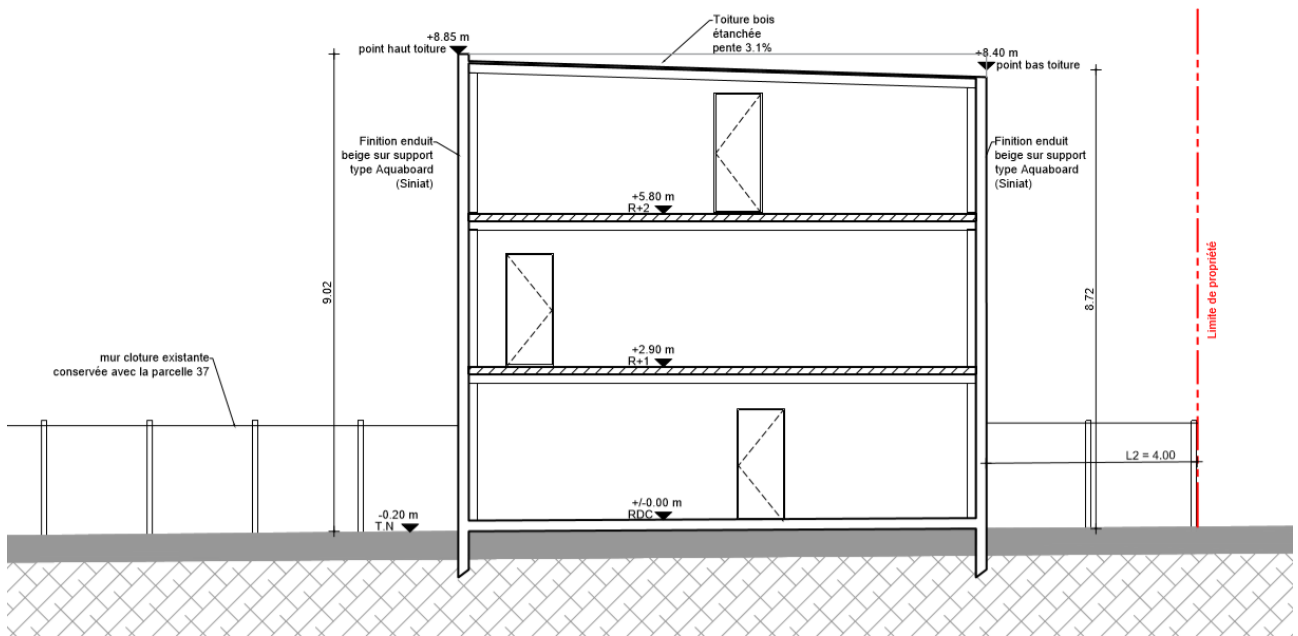 Toiture bois
étanchée
pente 3.1%
+8.85 m
point haut toiture
+8.40 m
point bas toiture
Finition enduit
beige sur support
type Aquaboard
(Siniat)
Finition enduit
beige sur support
type Aquaboard
(Siniat)
+5.80 m
R+2
9.02
8.72
Limite de propriété
mur cloture existante
conservée avec la parcelle 37
+2.90 m
R+1
L2 = 4.00
+/-0.00 m
RDC
-0.20 m
T.N